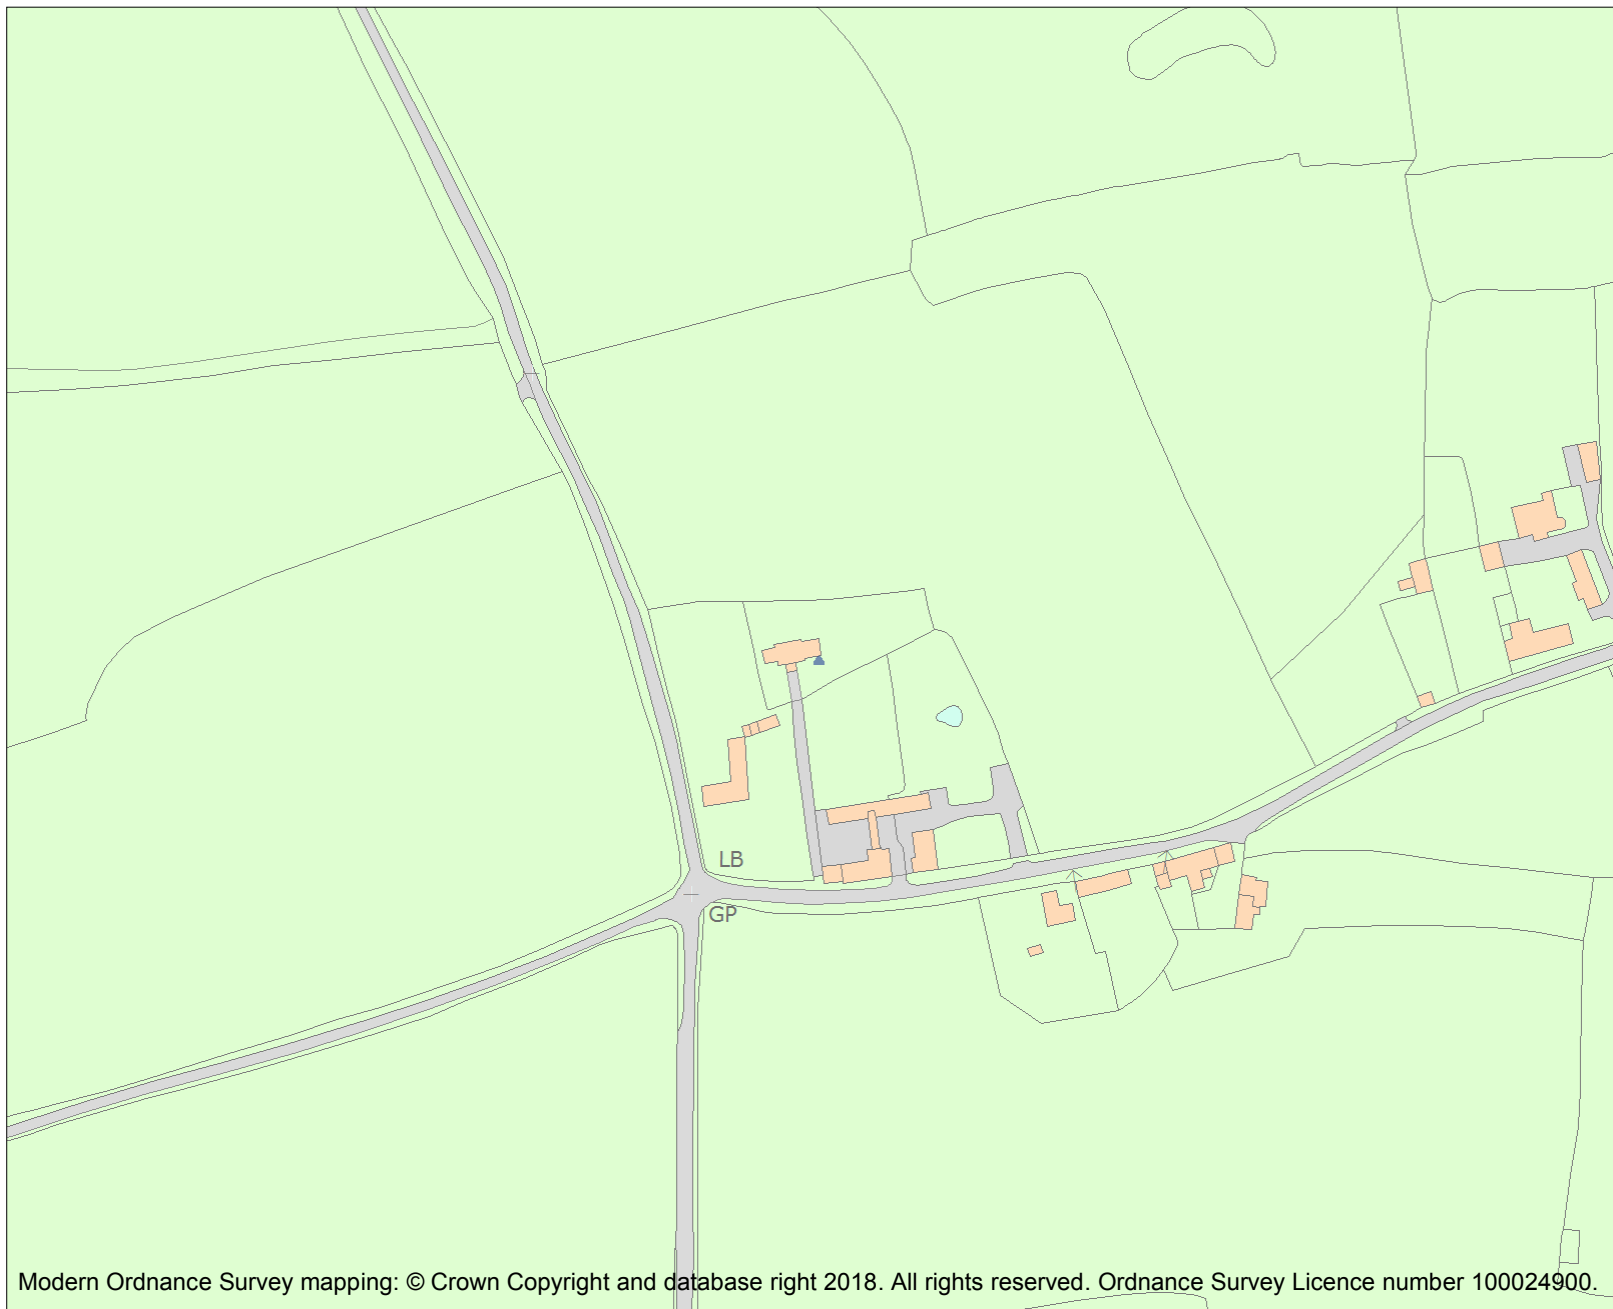 LB
GP
Modern Ordnance Survey mapping: © Crown Copyright and database right 2018. All rights reserved. Ordnance Survey Licence number 100024900.